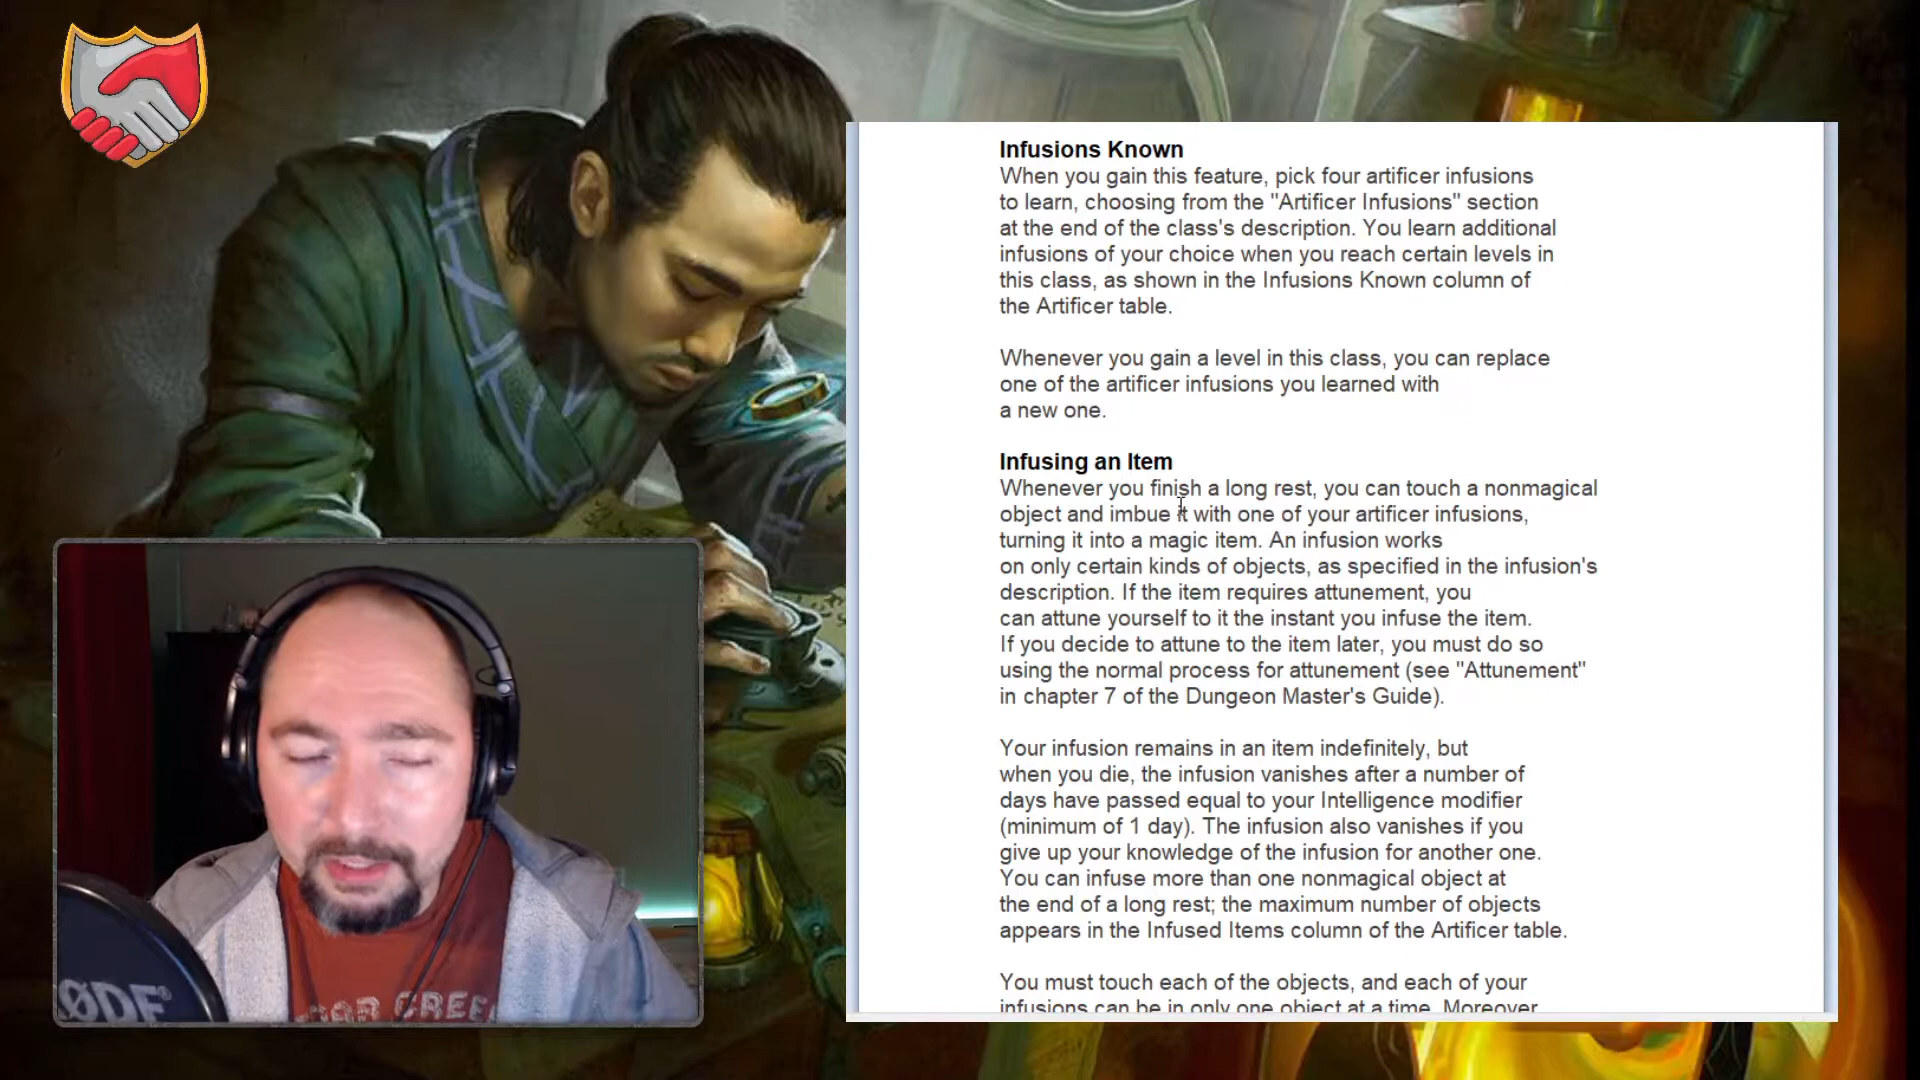 Infusions Known
When you gain this feature, pick four artificer infusions
to learn, choosing from the "Artificer Infusions" section
at the end of the class's description. You learn additional
infusions of your choice when you reach certain levels in
this class, as shown in the Infusions Known column of
the Artificer table.
Whenever you gain a level in this class, you can replace
one of the artificer infusions you learned with
a new one.
Infusing an Item
Whenever you finish a long rest, you can touch a nonmagical
object and imbue it with one of your artificer infusions,
turning it into a magic item. An infusion works
on only certain kinds of objects, as specified in the infusion's
description. If the item requires attunement, you
can attune yourself to it the instant you infuse the item.
If you decide to attune to the item later, you must do so
using the normal process for attunement (see "Attunement"
in chapter 7 of the Dungeon Master's Guide).
Your infusion remains in an item indefinitely, but
when you die, the infusion vanishes after a number of
days have passed equal to your Intelligence modifier
(minimum of 1 day). The infusion also vanishes if you
give up your knowledge of the infusion for another one.
You can infuse more than one nonmagical object at
the end of a long rest; the maximum number of objects
appears in the Infused Items column of the Artificer table.
You must touch each of the objects, and each of your
infusions can be in only one object at a time. Moreover